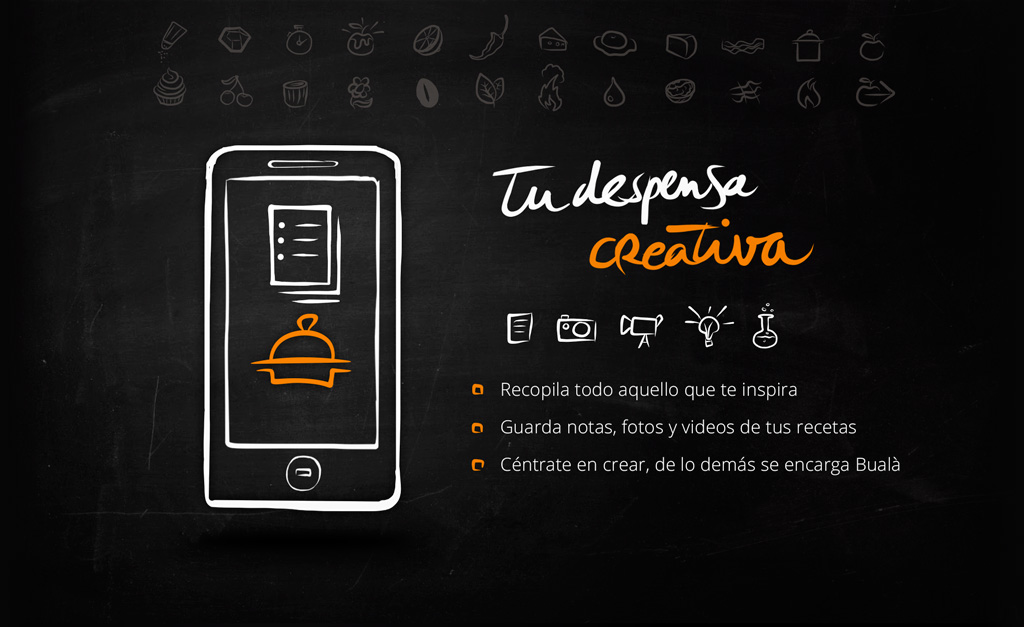 Tu despensa
creativa
Recopila todo aquello que te inspira
Guarda notas, fotos y videos de tus recetas
Céntrate en crear, de lo demás se encarga Bualà